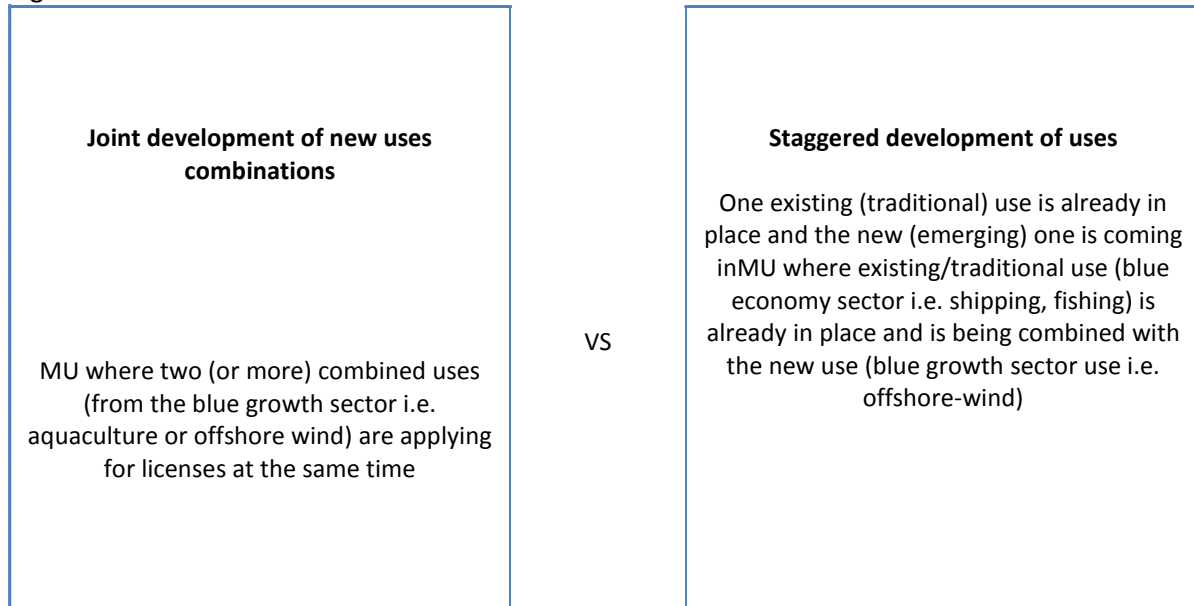 Joint development of new uses
combinations
MU where two (or more) combined uses
(from the blue growth sector i.e.
aquaculture or offshore wind) are applying
for licenses at the same time
VS
Staggered development of uses
One existing (traditional) use is already in
place and the new (emerging) one is coming
inMU where existing/traditional use (blue
economy sector i.e. shipping, fishing) is
already in place and is being combined with
the new use (blue growth sector use i.e.
offshore-wind)